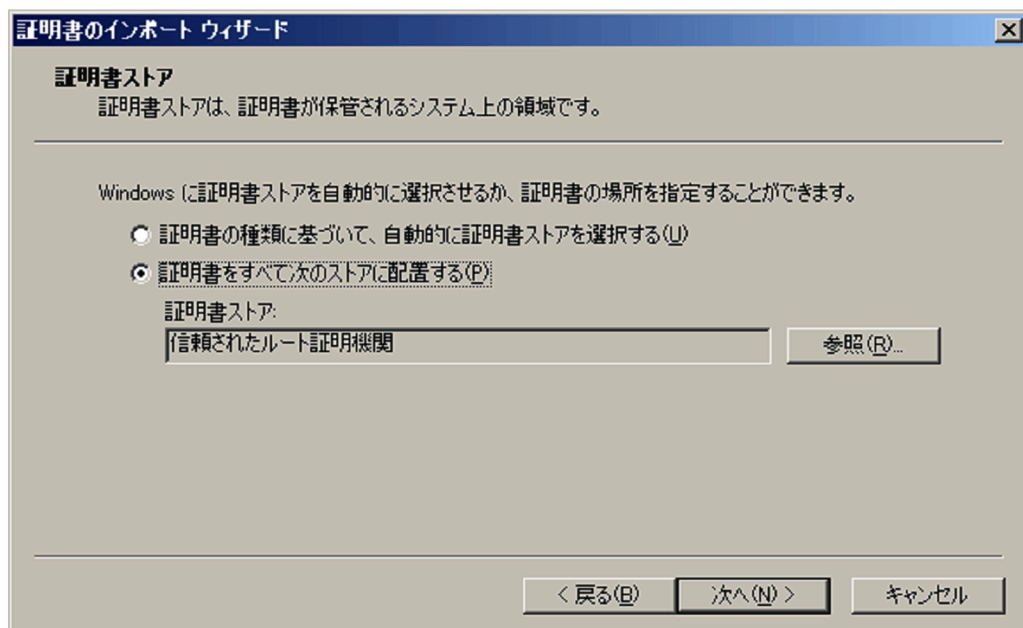 証明書のインポート ウィザード
証明書ストア
証明書ストアは、証明書が保管されるシステム上の領域です。
Windows に証明書ストアを自動的に選択させるか、証明書の場所を指定することができます。
証明書の種類に基づいて、自動的に証明書ストアを選択する(U)
証明書をすべて次のストアに配置する(P)
証明書ストア:
信頼されたルート証明機関
参照(R)...
< 戻る(B)
次へ(N) >
キャンセル